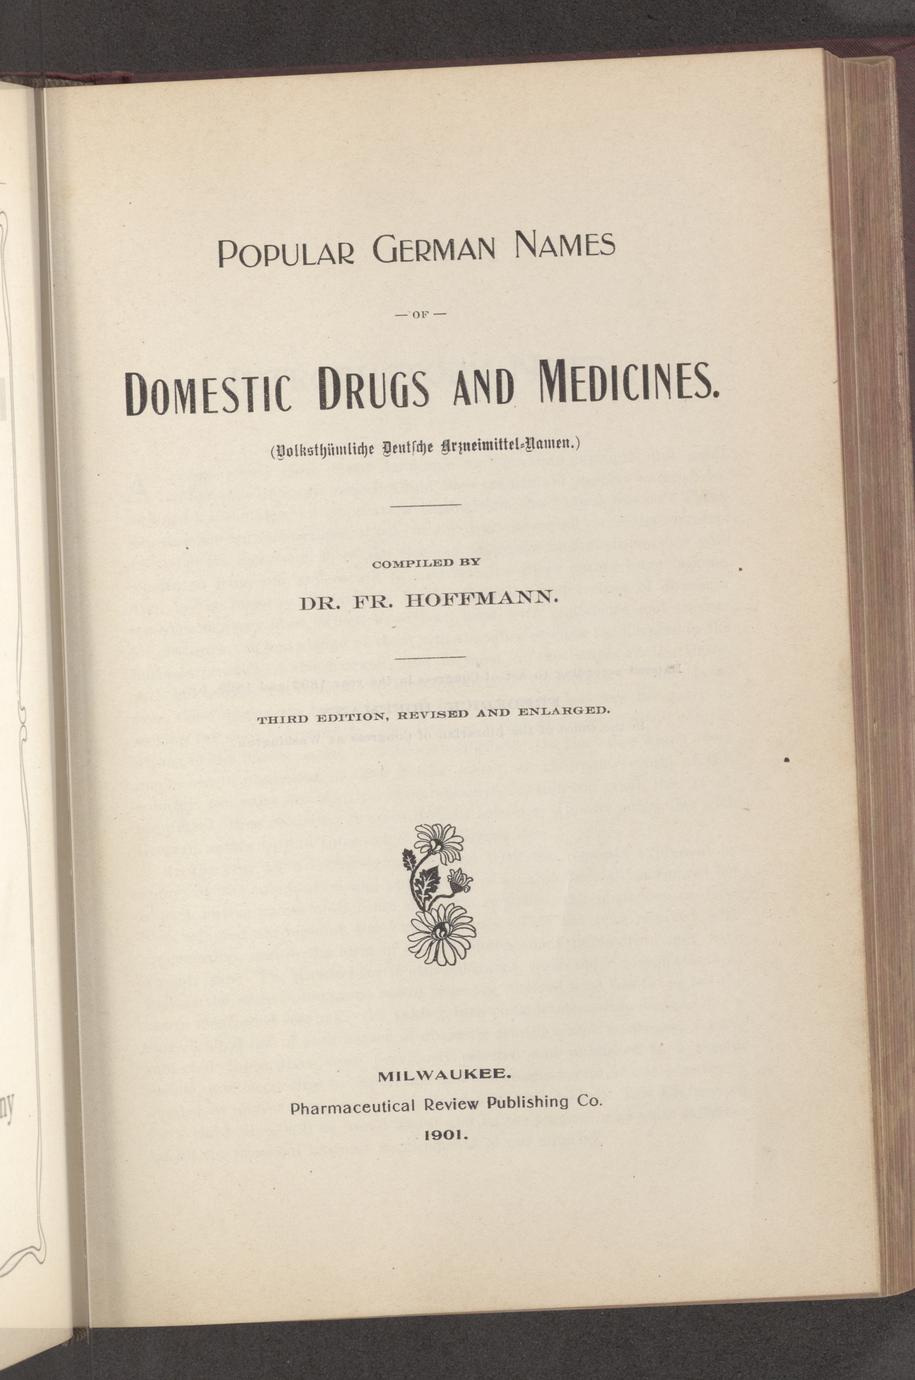 Popular German Names
— OF —
Domestic Drugs and Medicines.
(Volksthümliche Deutsche Arzneimittel-Namen.)
COMPILED BY
DR. FR. HOFFMANN.
THIRD EDITION, REVISED AND ENLARGED.
MILWAUKEE.
Pharmaceutical Review Publishing Co.
1901.
ny